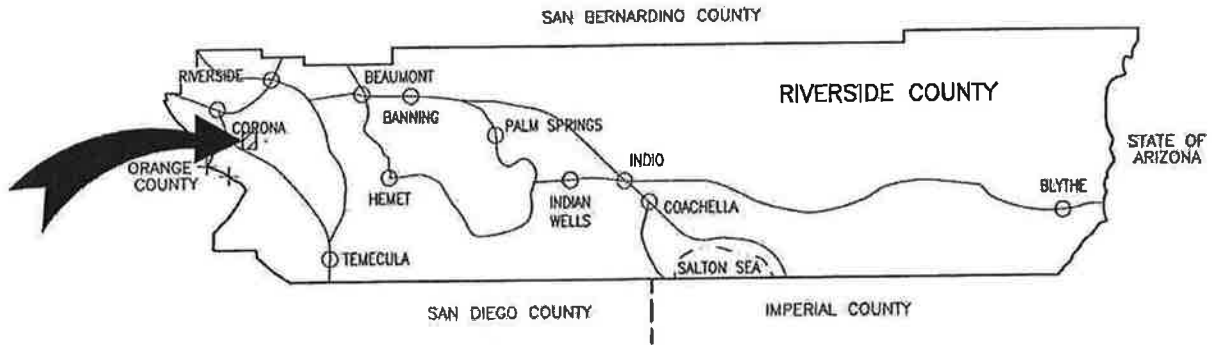 SAN BERNARDINO COUNTY
RIVERSIDE
BEAUMONT
RIVERSIDE COUNTY
BANNING
CORONA
PALM SPRINGS
STATE OF
ARIZONA
ORANGE
COUNTY
INDIO
HEMET
INDIAN
WELLS
BLYTHE
COACHELLA
TEMECULA
SALTON SEA
SAN DIEGO COUNTY
IMPERIAL COUNTY